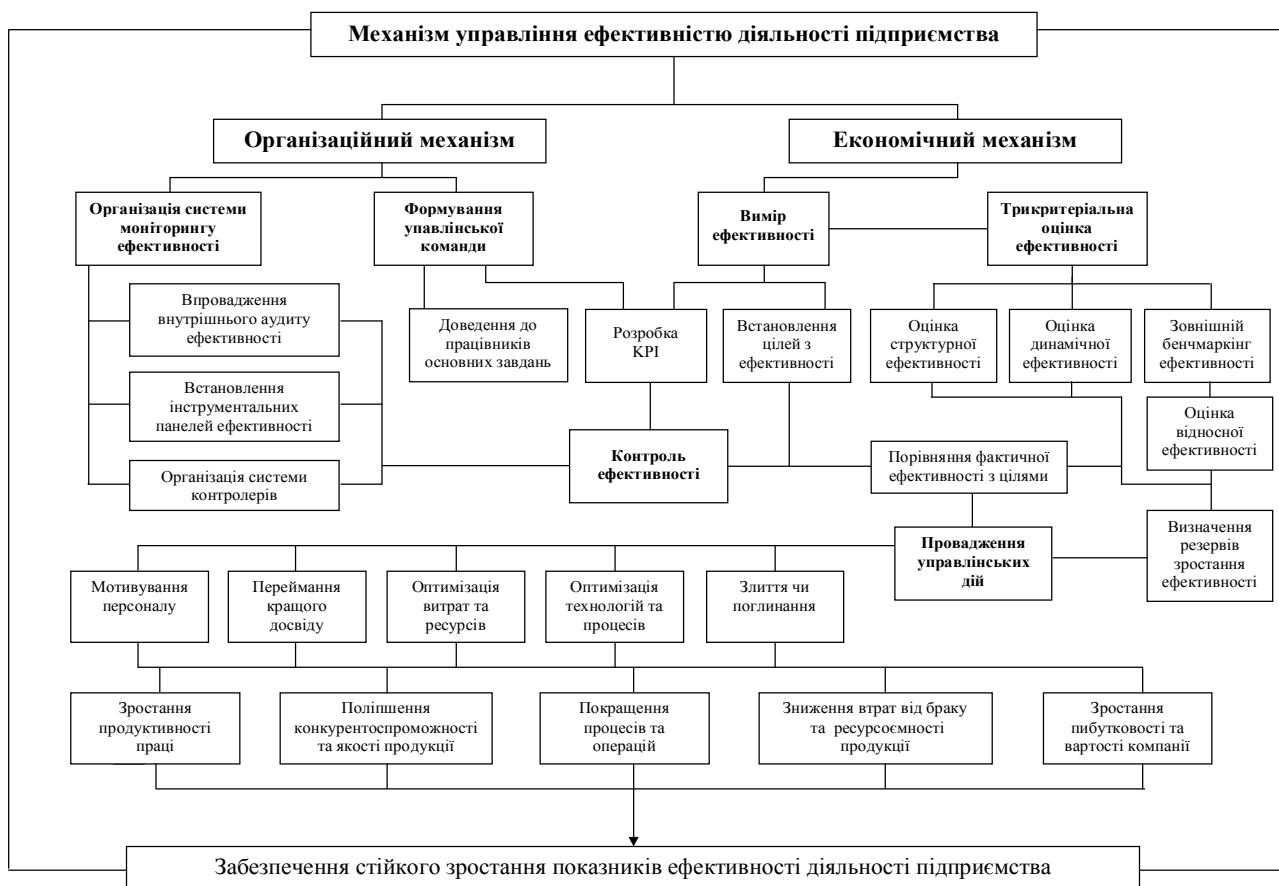 Механізм управління ефективністю діяльності підприємства
Організаційний механізм
Економічний механізм
Організація системи
моніторингу
ефективності
Формування
упавлінської
команди
Вимір
ефективності
Трикритеріальна
оцінка
ефективності
Впровадження
внутрішнього аудиту
ефективності
Доведення до
працівників
основних завдань
Розробка
KPI
Встановлення
цілей з
ефективності
Оцінка
структурної
ефективності
Оцінка
динамічної
ефективності
Зовнішній
бенчмаркінг
ефективності
Встановлення
інструментальних
панелей ефективності
Оцінка
відносної
ефективності
Контроль
ефективності
Порівняння фактичної
ефективності з цілями
Організація системи
контролерів
Визначення
резервів
зростання
ефективності
Провадження
управлінських
дій
Мотивування
персоналу
Переймання
кращого
досвіду
Оптимізація
витрат та
ресурсів
Оптимізація
технологій та
процесів
Злиття чи
поглинання
Зростання
продуктивності
праці
Поліпшення
конкурентоспроможності
та якості продукції
Покращення
процесів та
операцій
Зниження втрат від браку
та ресурсоємності
продукції
Зростання
пибутковості та
вартості компанії
Забезпечення стійкого зростання показників ефективності діяльності підприємства